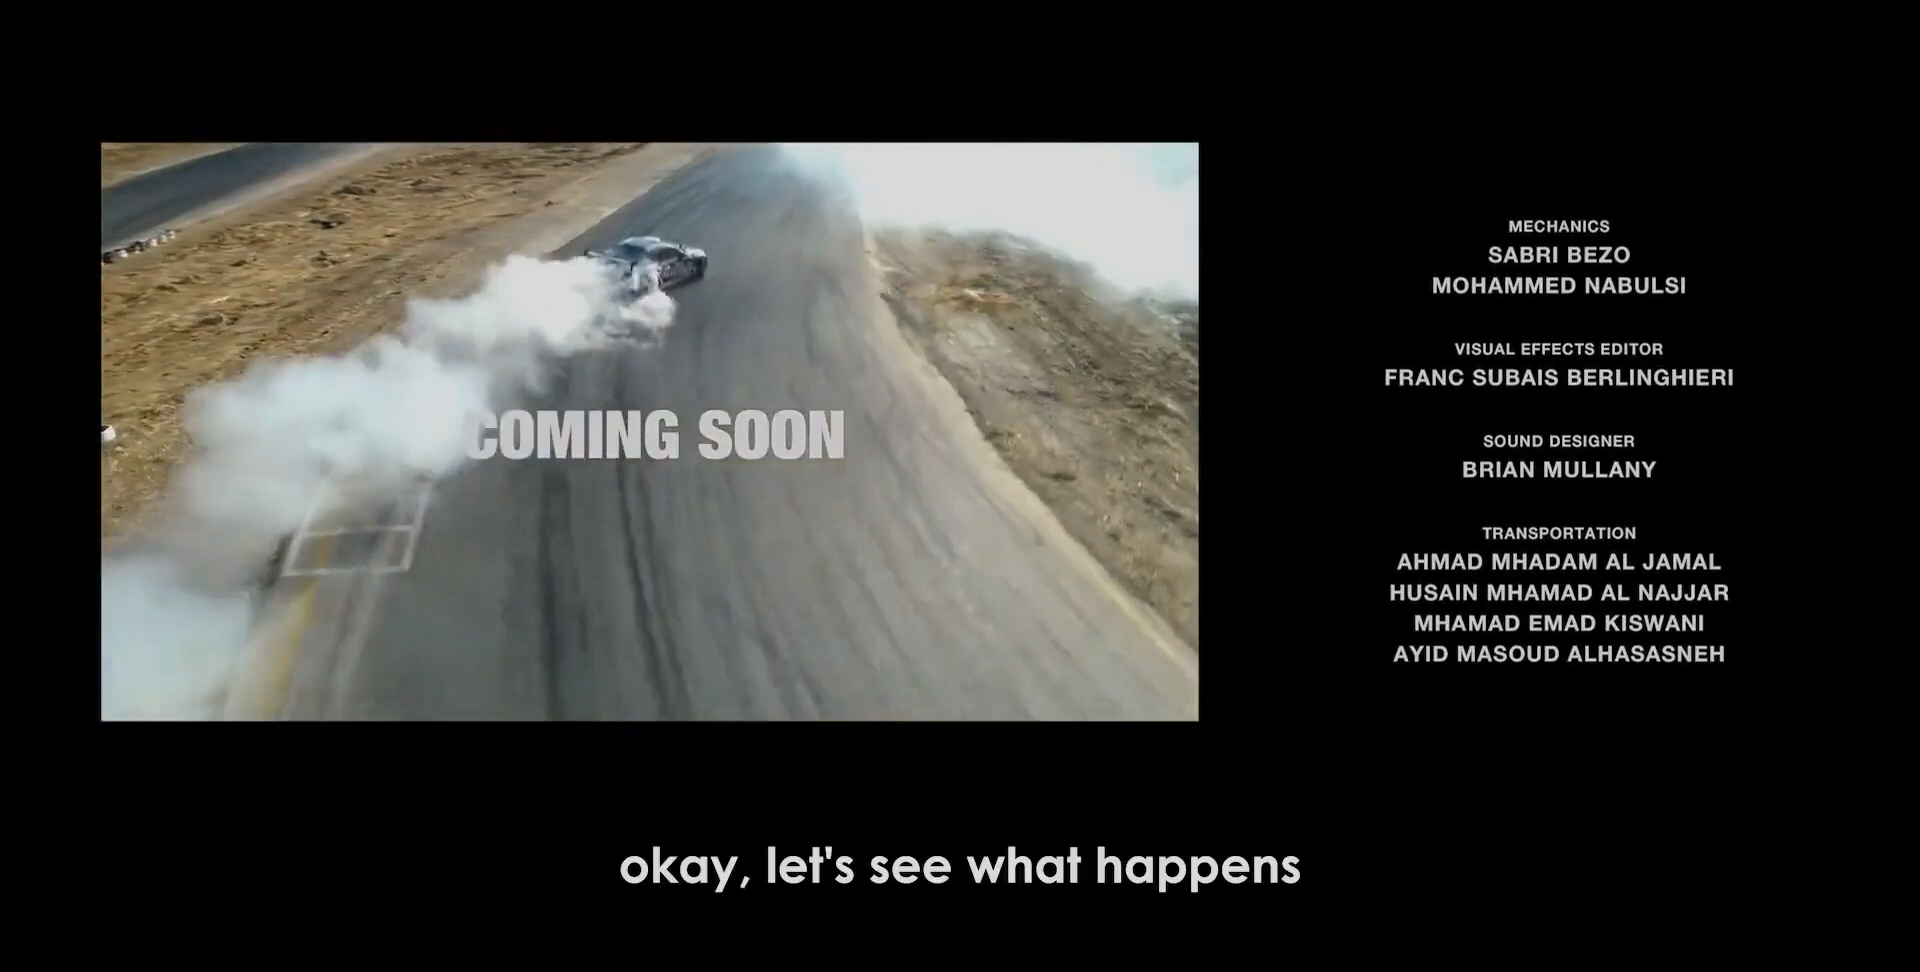 COMING SOON
MECHANICS
SABRI BEZO
MOHAMMED NABULSI
VISUAL EFFECTS EDITOR
FRANC SUBAIS BERLINGHIERI
SOUND DESIGNER
BRIAN MULLANY
TRANSPORTATION
AHMAD MHADAM AL JAMAL
HUSAIN MHAMAD AL NAJJAR
MHAMAD EMAD KISWANI
AYID MASOUD ALHASASNEH
okay, let's see what happens